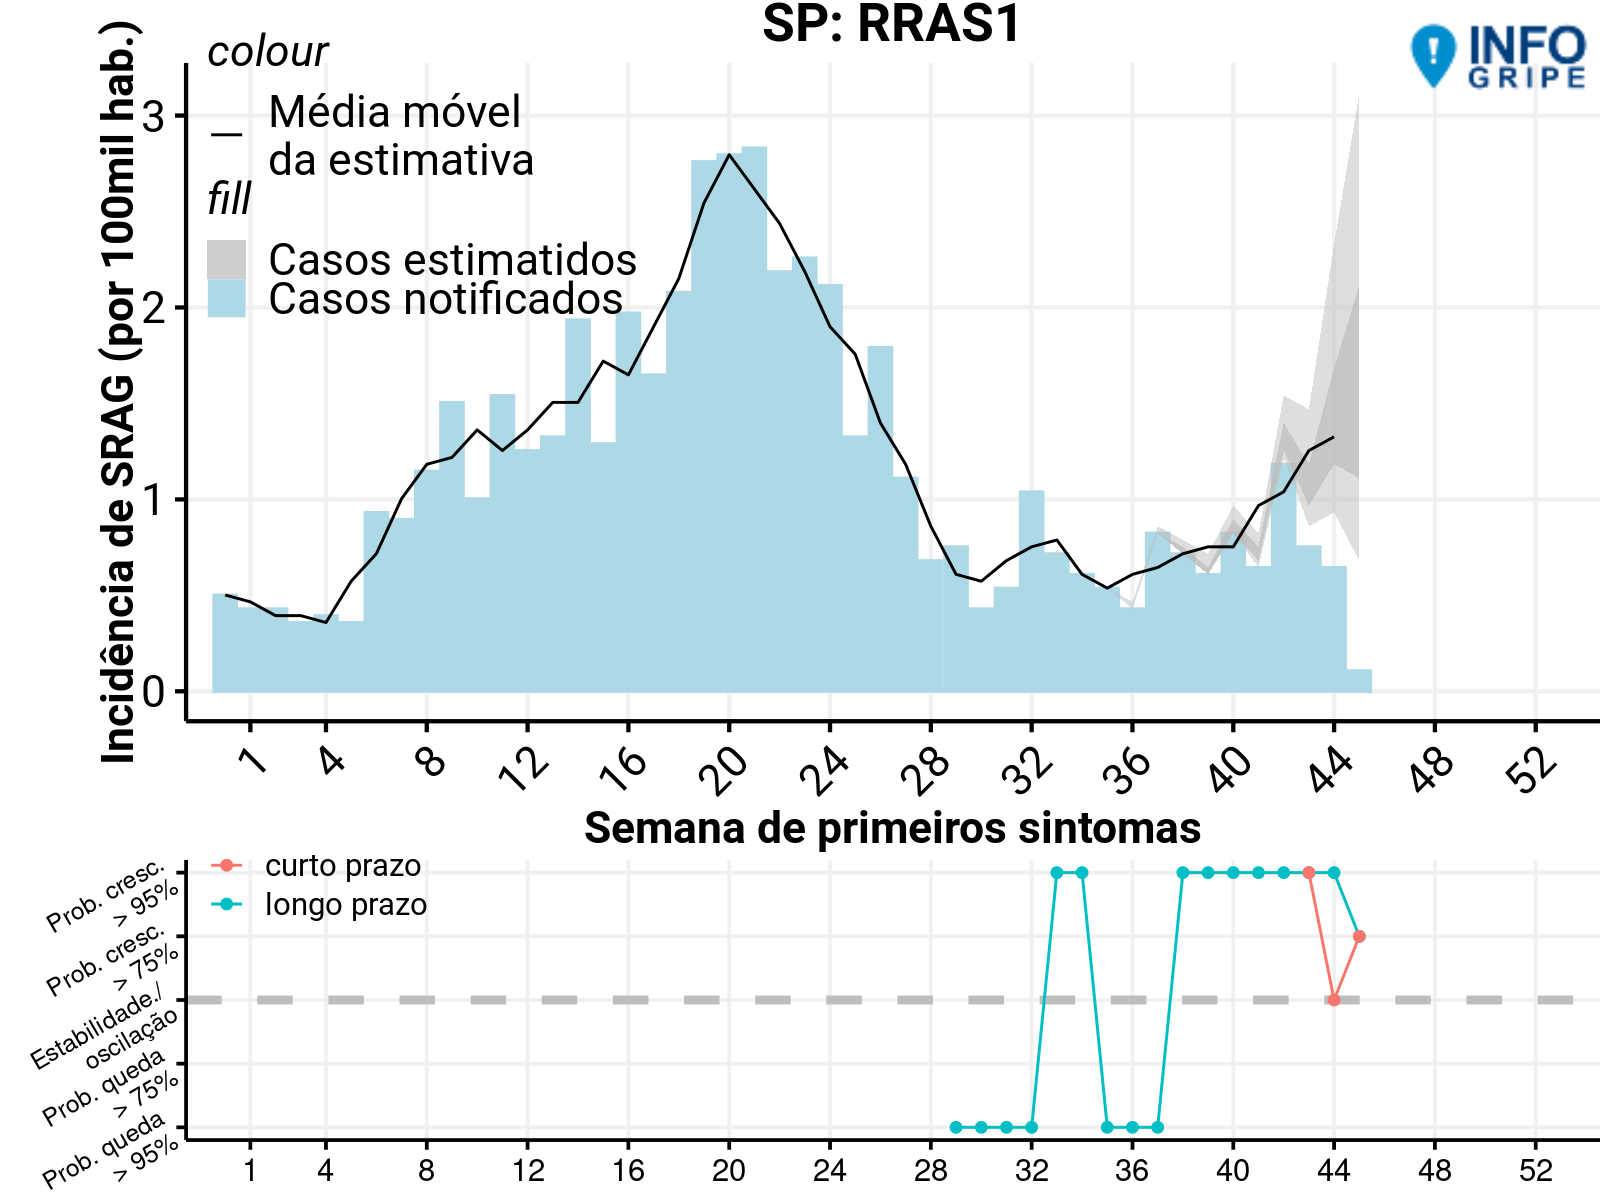 SP: RRAS1
INFO
GRIPE
Incidência de SRAG (por 100mil hab.)
colour
Média móvel
da estimativa
fill
Casos estimatidos
Casos notificados
3
2
1
0
1 4 8 12 16 20 24 28 32 36 40 44 48 52
Semana de primeiros sintomas
curto prazo
longo prazo
Prob. cresc.
> 95%
Prob. cresc.
> 75%
Estabilidade./
oscilação
Prob. queda
> 75%
Prob. queda
> 95%
1 4 8 12 16 20 24 28 32 36 40 44 48 52